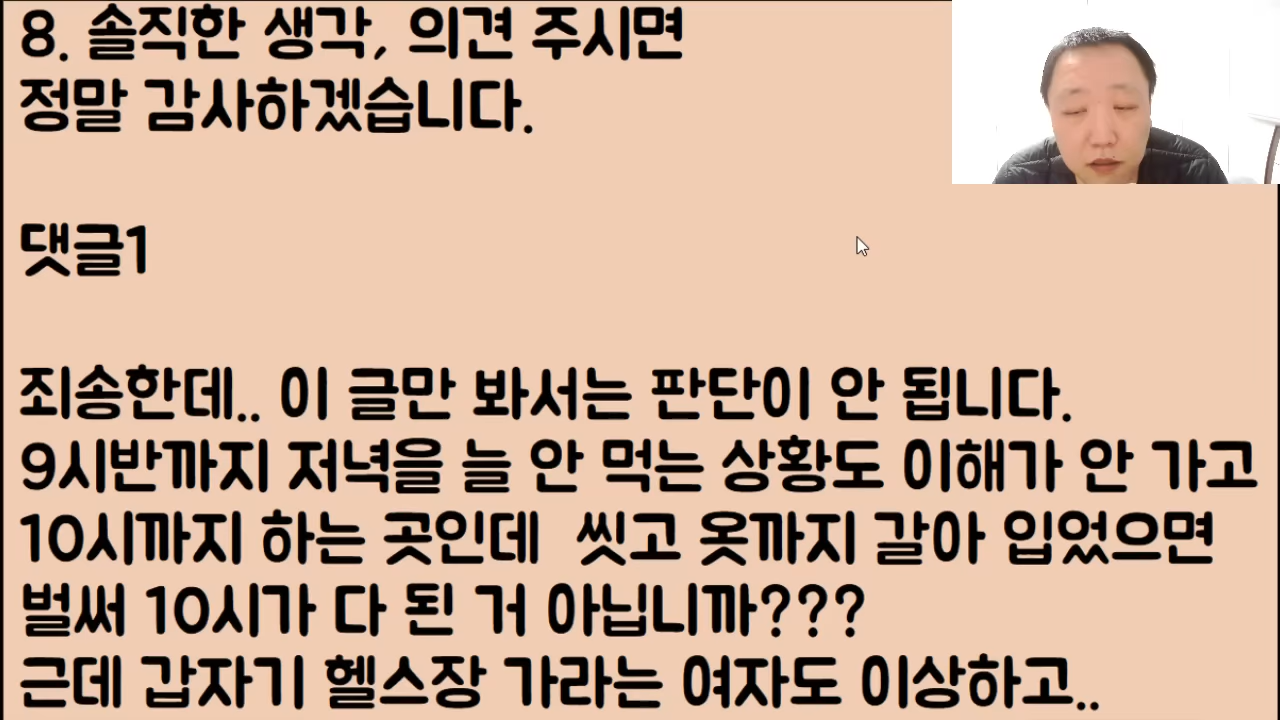 8. 솔직한 생각, 의견 주시면
정말 감사하겠습니다.
댓글1
죄송한데.. 이 글만 봐서는 판단이 안 됩니다.
9시반까지 저녁을 늘 안 먹는 상황도 이해가 안 가고
10시까지 하는 곳인데 씻고 옷까지 갈아 입었으면
벌써 10시가 다 된 거 아닙니까???
근데 갑자기 헬스장 가라는 여자도 이상하고..